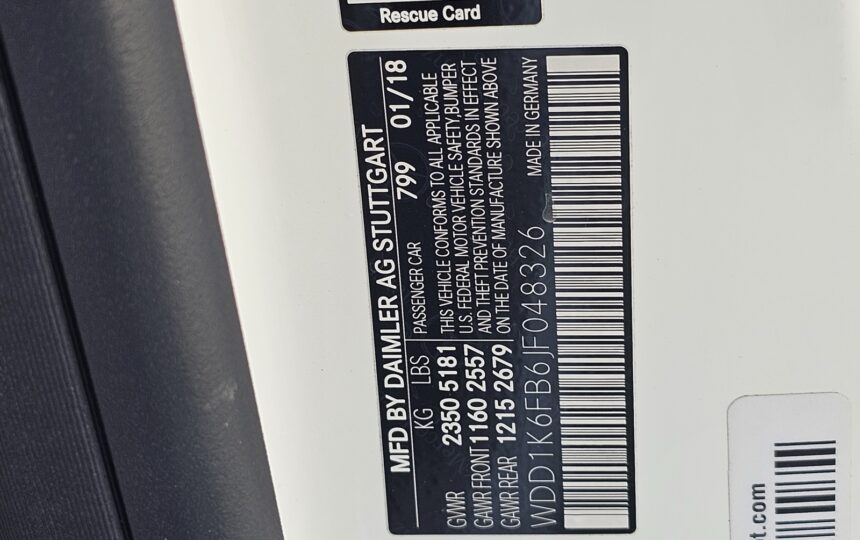 Rescue Card
MFD BY DAIMLER AG STUTTGART
KG LBS PASSENGER CAR 799 01/18
GVWR 2350 5181
GAWR FRONT 1160 2557
GAWR REAR 1215 2679
THIS VEHICLE CONFORMS TO ALL APPLICABLE
U.S. FEDERAL MOTOR VEHICLE SAFETY,BUMPER
AND THEFT PREVENTION STANDARDS IN EFFECT
ON THE DATE OF MANUFACTURE SHOWN ABOVE
WDD1K6FB6JF048326 MADE IN GERMANY
t.com